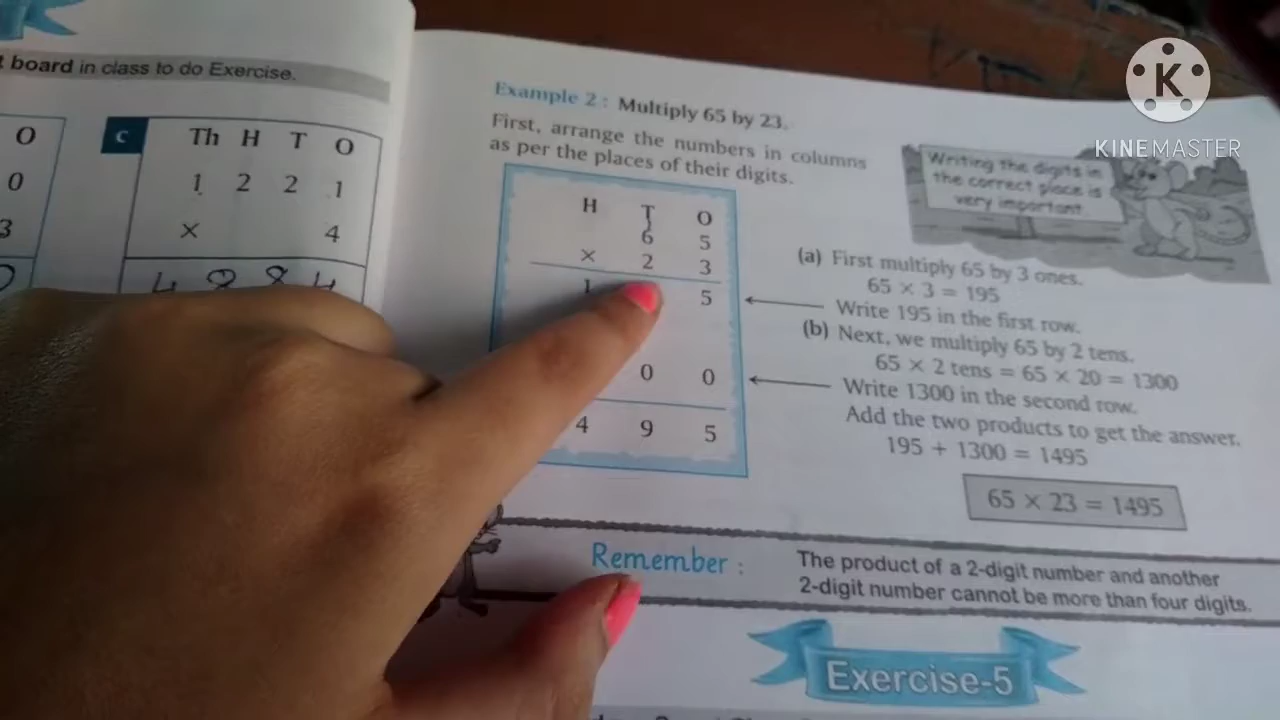 t board in class to do Exercise.
O
0
3
C
Th H T O
1 2 2 1
× 4
4 8 8 4
Example 2 : Multiply 65 by 23.
First, arrange the numbers in columns
as per the places of their digits.
H T O
6 5
× 2 3
1 5
0 0
4 9 5
Writing the digits in
the correct place is
very important.
(a) First multiply 65 by 3 ones.
65 × 3 = 195
Write 195 in the first row.
(b) Next, we multiply 65 by 2 tens.
65 × 2 tens = 65 × 20 = 1300
Write 1300 in the second row.
Add the two products to get the answer.
195 + 1300 = 1495
65 × 23 = 1495
Remember :
The product of a 2-digit number and another
2-digit number cannot be more than four digits.
Exercise-5
K
KINEMASTER